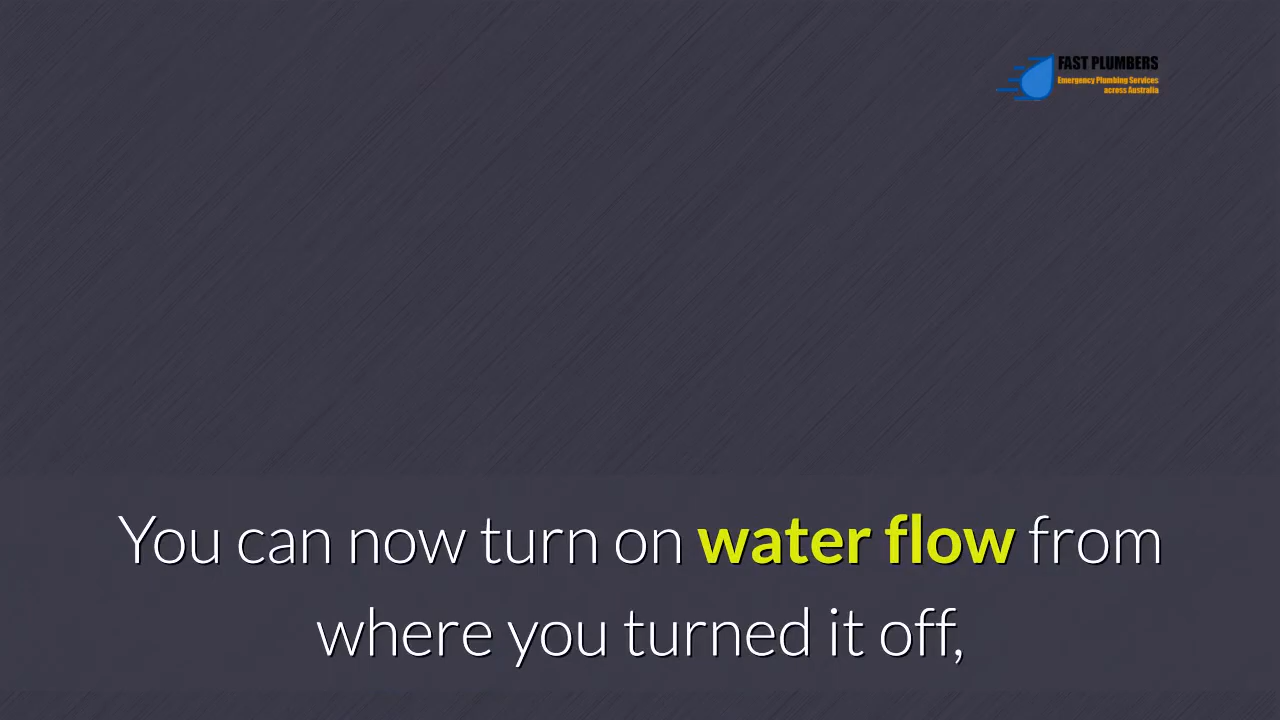 FAST PLUMBERS
Emergency Plumbing Services
across Australia
You can now turn on water flow from
where you turned it off,